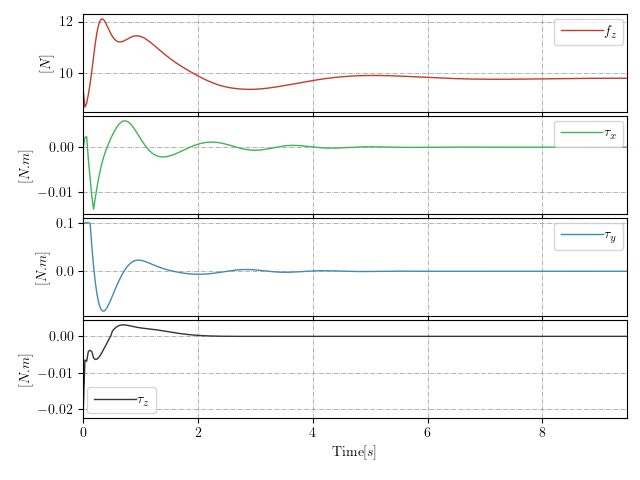 12
10
[N]
f_z
0.00
−0.01
[N.m]
τ_x
0.1
0.0
[N.m]
τ_y
0.00
−0.01
−0.02
[N.m]
τ_z
0 2 4 6 8
Time[s]